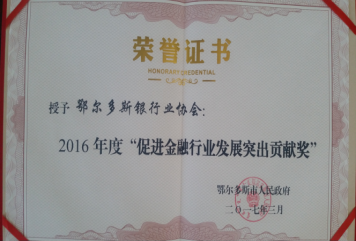 荣誉证书
HONORARY CREDENTIAL
授予 鄂尔多斯银行业协会：
2016年度“促进金融行业发展突出贡献奖”
鄂尔多斯市人民政府
二〇一七年三月